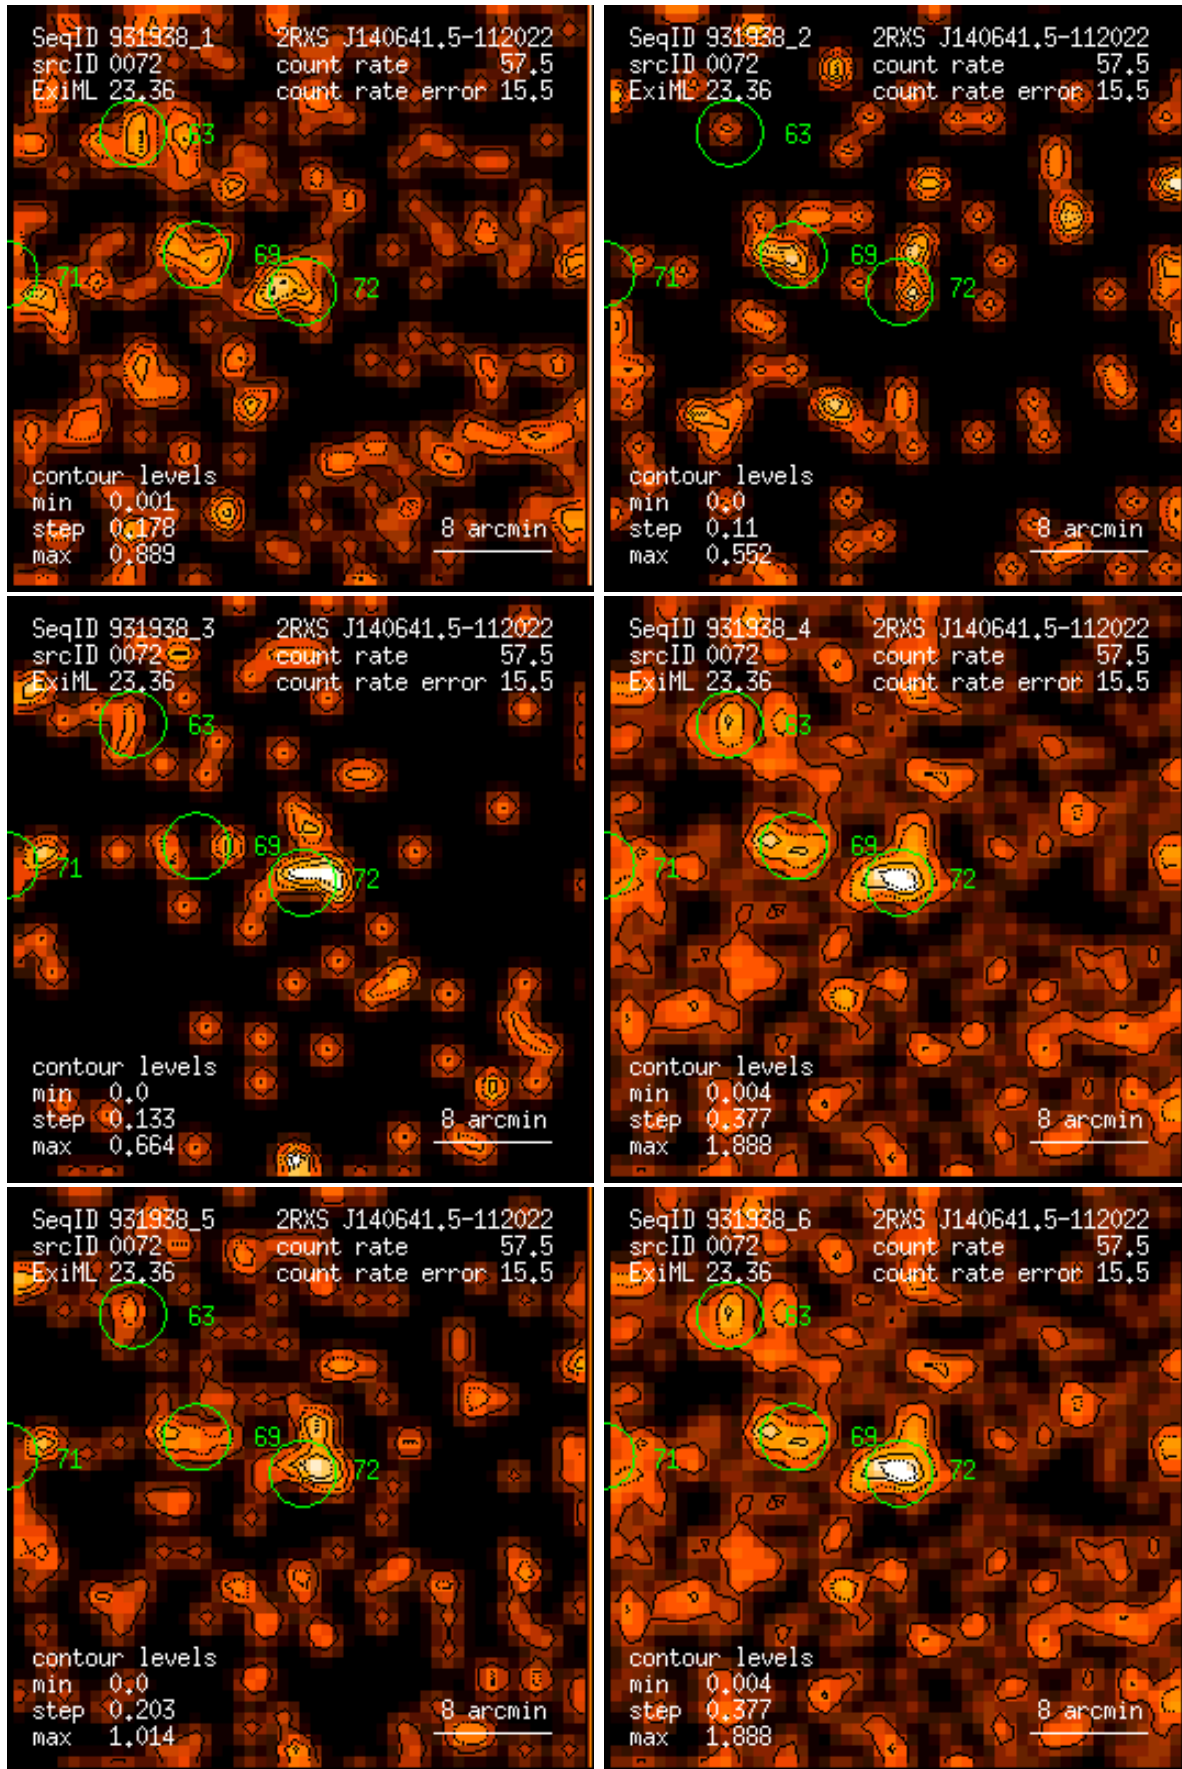 SeqID 931938_1 2RXS J140641.5-112022
srcID 0072 count rate 57.5
ExiML 23.36 count rate error 15.5
63
69
71
72
contour levels
min 0.001
step 0.178
max 0.889
8 arcmin
SeqID 931938_2 2RXS J140641.5-112022
srcID 0072 count rate 57.5
ExiML 23.36 count rate error 15.5
63
69
71
72
contour levels
min 0.0
step 0.11
max 0.552
8 arcmin
SeqID 931938_3 2RXS J140641.5-112022
srcID 0072 count rate 57.5
ExiML 23.36 count rate error 15.5
63
69
71
72
contour levels
min 0.0
step 0.133
max 0.664
8 arcmin
SeqID 931938_4 2RXS J140641.5-112022
srcID 0072 count rate 57.5
ExiML 23.36 count rate error 15.5
63
69
71
72
contour levels
min 0.004
step 0.377
max 1.888
8 arcmin
SeqID 931938_5 2RXS J140641.5-112022
srcID 0072 count rate 57.5
ExiML 23.36 count rate error 15.5
63
69
71
72
contour levels
min 0.0
step 0.203
max 1.014
8 arcmin
SeqID 931938_6 2RXS J140641.5-112022
srcID 0072 count rate 57.5
ExiML 23.36 count rate error 15.5
63
69
71
72
contour levels
min 0.004
step 0.377
max 1.888
8 arcmin